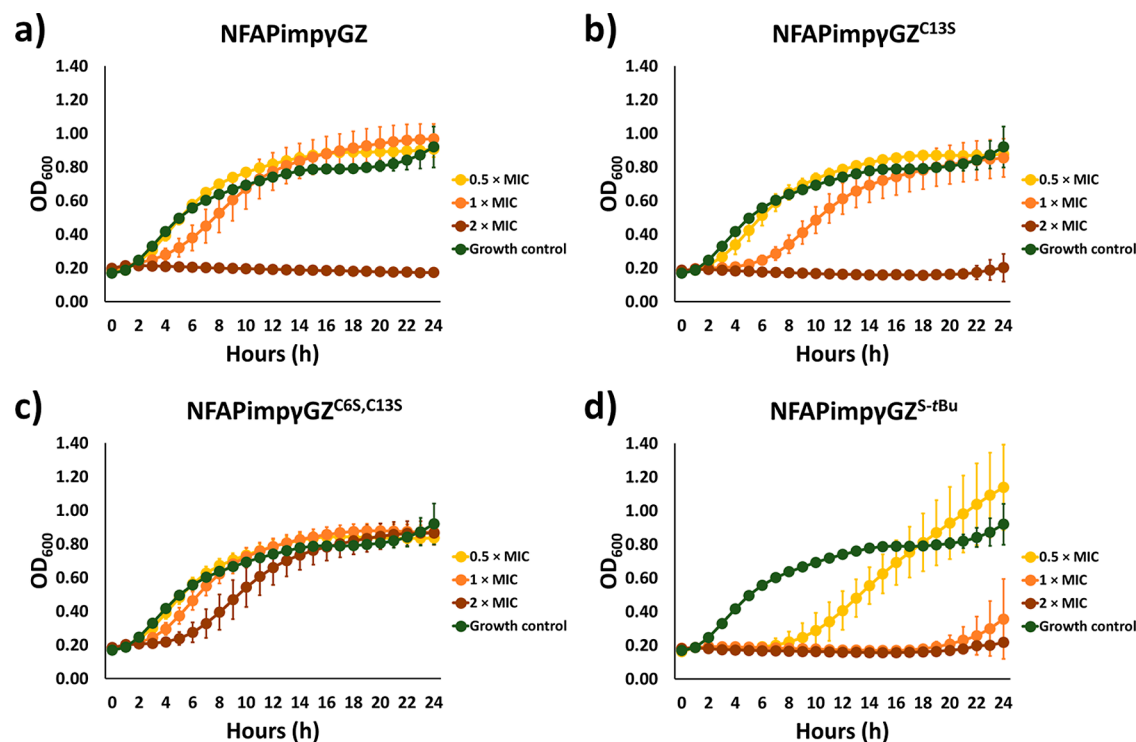 a)
NFAPimpγGZ
OD600
1.40
1.20
1.00
0.80
0.60
0.40
0.20
0.00
0 2 4 6 8 10 12 14 16 18 20 22 24
Hours (h)
0.5 × MIC
1 × MIC
2 × MIC
Growth control
b)
NFAPimpγGZC13S
OD600
1.40
1.20
1.00
0.80
0.60
0.40
0.20
0.00
0 2 4 6 8 10 12 14 16 18 20 22 24
Hours (h)
0.5 × MIC
1 × MIC
2 × MIC
Growth control
c)
NFAPimpγGZC6S,C13S
OD600
1.40
1.20
1.00
0.80
0.60
0.40
0.20
0.00
0 2 4 6 8 10 12 14 16 18 20 22 24
Hours (h)
0.5 × MIC
1 × MIC
2 × MIC
Growth control
d)
NFAPimpγGZS-tBu
OD600
1.40
1.20
1.00
0.80
0.60
0.40
0.20
0.00
0 2 4 6 8 10 12 14 16 18 20 22 24
Hours (h)
0.5 × MIC
1 × MIC
2 × MIC
Growth control